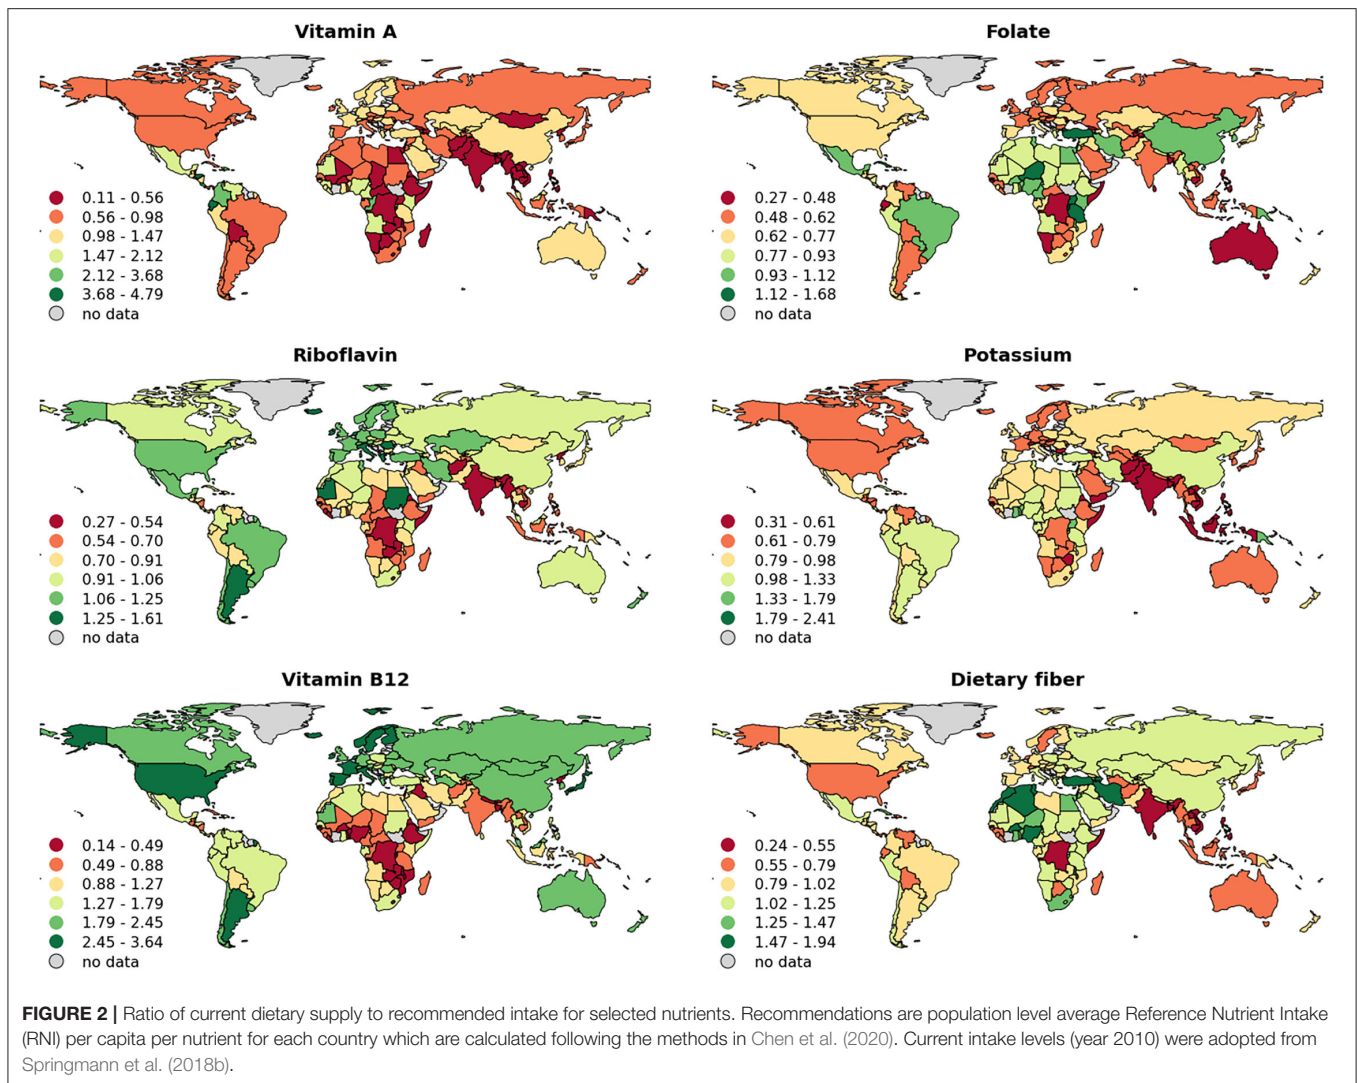 Vitamin A
0.11 - 0.56
0.56 - 0.98
0.98 - 1.47
1.47 - 2.12
2.12 - 3.68
3.68 - 4.79
no data
Folate
0.27 - 0.48
0.48 - 0.62
0.62 - 0.77
0.77 - 0.93
0.93 - 1.12
1.12 - 1.68
no data
Riboflavin
0.27 - 0.54
0.54 - 0.70
0.70 - 0.91
0.91 - 1.06
1.06 - 1.25
1.25 - 1.61
no data
Potassium
0.31 - 0.61
0.61 - 0.79
0.79 - 0.98
0.98 - 1.33
1.33 - 1.79
1.79 - 2.41
no data
Vitamin B12
0.14 - 0.49
0.49 - 0.88
0.88 - 1.27
1.27 - 1.79
1.79 - 2.45
2.45 - 3.64
no data
Dietary fiber
0.24 - 0.55
0.55 - 0.79
0.79 - 1.02
1.02 - 1.25
1.25 - 1.47
1.47 - 1.94
no data
FIGURE 2 | Ratio of current dietary supply to recommended intake for selected nutrients. Recommendations are population level average Reference Nutrient Intake
(RNI) per capita per nutrient for each country which are calculated following the methods in Chen et al. (2020). Current intake levels (year 2010) were adopted from
Springmann et al. (2018b).